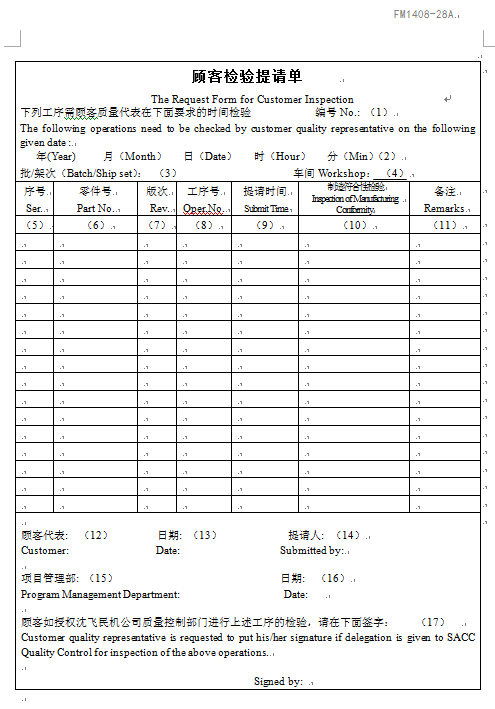 FM1408-28A
顾客检验提请单
The Request Form for Customer Inspection
下列工序需顾客质量代表在下面要求的时间检验 编号 No.: （1）
The following operations need to be checked by customer quality representative on the following
given date :
年(Year) 月（Month） 日（Date） 时（Hour） 分（Min）（2）
批/架次（Batch/Ship set）: （3） 车间 Workshop: （4）
序号 零件号 版次 工序号 提请时间 制造符合性检验 备注
Ser. Part No. Rev. Oper.No. Submit Time Inspection of Manufacturing Conformity Remarks
（5） （6） （7） （8） （9） （10） （11）
顾客代表: （12） 日期: （13） 提请人: （14）
Customer: Date: Submitted by:
项目管理部: （15） 日期: （16）
Program Management Department: Date:
顾客如授权沈飞民机公司质量控制部门进行上述工序的检验，请在下面签字： （17）
Customer quality representative is requested to put his/her signature if delegation is given to SACC
Quality Control for inspection of the above operations.
Signed by: